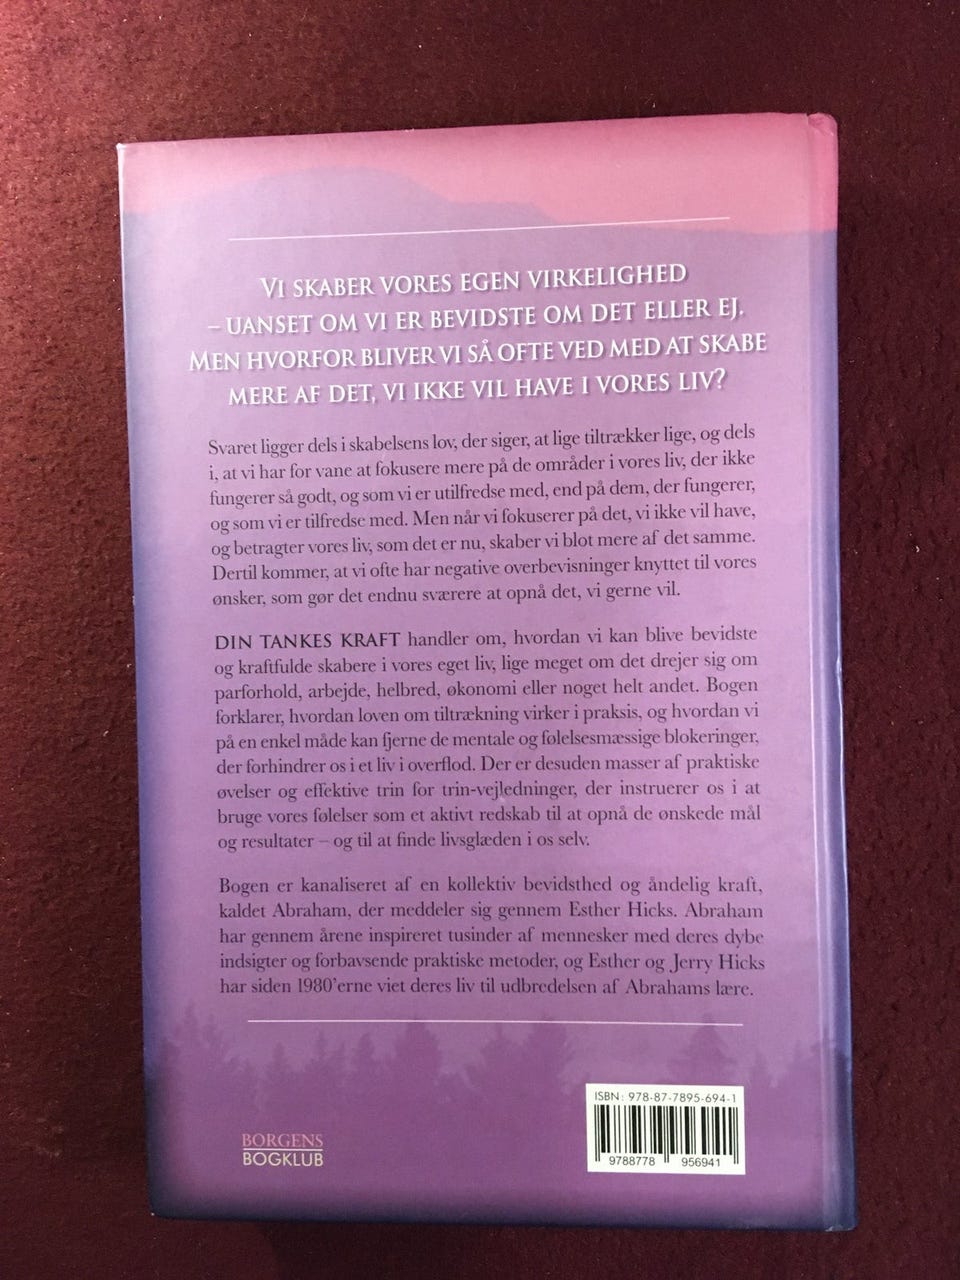 VI SKABER VORES EGEN VIRKELIGHED
– UANSET OM VI ER BEVIDSTE OM DET ELLER EJ.
MEN HVORFOR BLIVER VI SÅ OFTE VED MED AT SKABE
MERE AF DET, VI IKKE VIL HAVE I VORES LIV?
Svaret ligger dels i skabelsens lov, der siger, at lige tiltrækker lige, og dels
i, at vi har for vane at fokusere mere på de områder i vores liv, der ikke
fungerer så godt, og som vi er utilfredse med, end på dem, der fungerer,
og som vi er tilfredse med. Men når vi fokuserer på det, vi ikke vil have,
og betragter vores liv, som det er nu, skaber vi blot mere af det samme.
Dertil kommer, at vi ofte har negative overbevisninger knyttet til vores
ønsker, som gør det endnu sværere at opnå det, vi gerne vil.
DIN TANKES KRAFT handler om, hvordan vi kan blive bevidste
og kraftfulde skabere i vores eget liv, lige meget om det drejer sig om
parforhold, arbejde, helbred, økonomi eller noget helt andet. Bogen
forklarer, hvordan loven om tiltrækning virker i praksis, og hvordan vi
på en enkel måde kan fjerne de mentale og følelsesmæssige blokeringer,
der forhindrer os i et liv i overflod. Der er desuden masser af praktiske
øvelser og effektive trin for trin-vejledninger, der instruerer os i at
bruge vores følelser som et aktivt redskab til at opnå de ønskede mål
og resultater – og til at finde livsglæden i os selv.
Bogen er kanaliseret af en kollektiv bevidsthed og åndelig kraft,
kaldet Abraham, der meddeler sig gennem Esther Hicks. Abraham
har gennem årene inspireret tusinder af mennesker med deres dybe
indsigter og forbavsende praktiske metoder, og Esther og Jerry Hicks
har siden 1980'erne viet deres liv til udbredelsen af Abrahams lære.
BORGENS
BOGKLUB
ISBN: 978-87-7895-694-1
9788778 956941